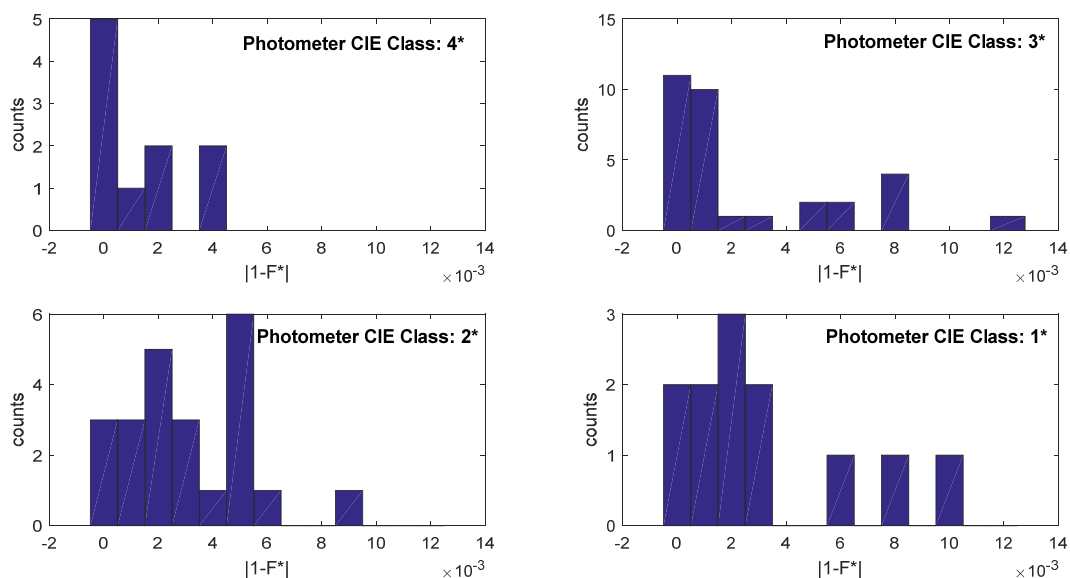 Photometer CIE Class: 4*
counts
5
4
3
2
1
0
-2 0 2 4 6 8 10 12 14
|1-F*|
×10-3
Photometer CIE Class: 3*
counts
15
10
5
0
-2 0 2 4 6 8 10 12 14
|1-F*|
×10-3
Photometer CIE Class: 2*
counts
6
4
2
0
-2 0 2 4 6 8 10 12 14
|1-F*|
×10-3
Photometer CIE Class: 1*
counts
3
2
1
0
-2 0 2 4 6 8 10 12 14
|1-F*|
×10-3